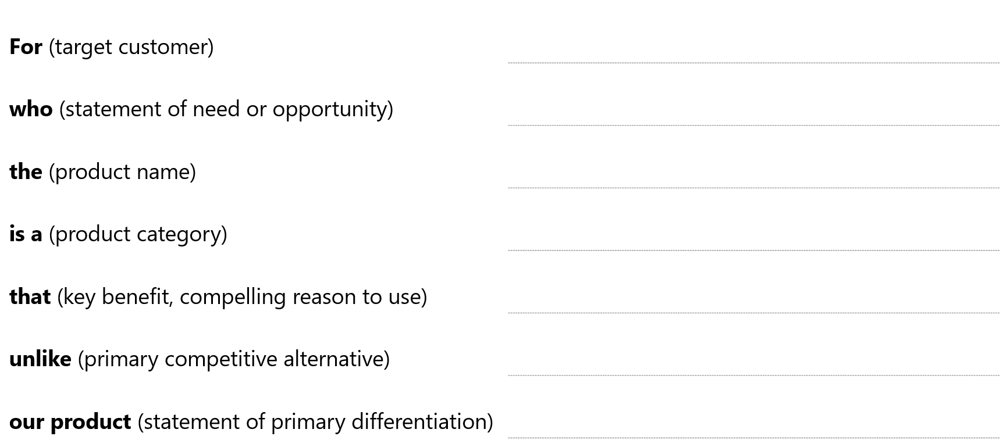 For (target customer)
who (statement of need or opportunity)
the (product name)
is a (product category)
that (key benefit, compelling reason to use)
unlike (primary competitive alternative)
our product (statement of primary differentiation)